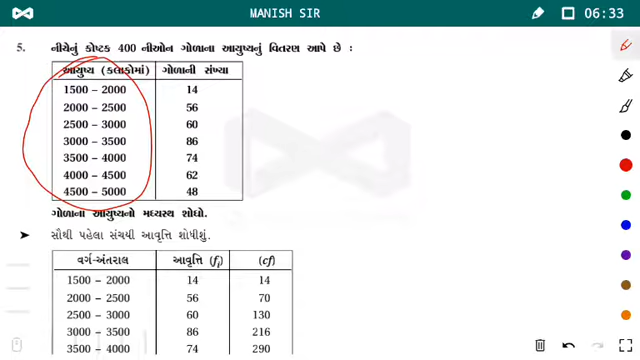 MANISH SIR
06:33
5. નીચેનું કોષ્ટક 400 નીઓન ગોળાના આયુષ્યનું વિતરણ આપે છે :
આયુષ્ય (કલાકોમાં) ગોળાની સંખ્યા
1500 – 2000 14
2000 – 2500 56
2500 – 3000 60
3000 – 3500 86
3500 – 4000 74
4000 – 4500 62
4500 – 5000 48
ગોળાના આયુષ્યનો મધ્યસ્થ શોધો.
➤ સૌથી પહેલા સંચયી આવૃત્તિ શોધીશું.
વર્ગ-અંતરાલ આવૃત્તિ (fi) (cf)
1500 – 2000 14 14
2000 – 2500 56 70
2500 – 3000 60 130
3000 – 3500 86 216
3500 – 4000 74 290